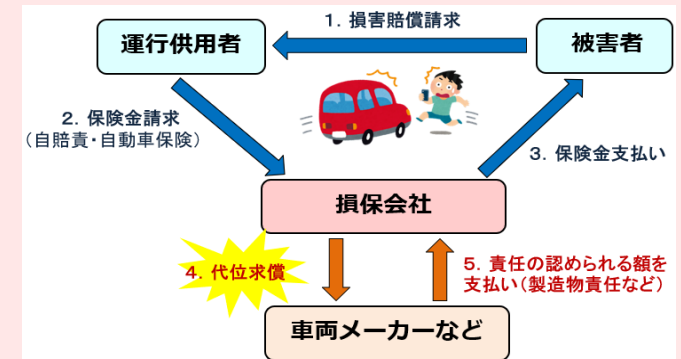 1. 損害賠償請求
運行供用者
被害者
2. 保険金請求
(自賠責・自動車保険)
3. 保険金支払い
損保会社
4. 代位求償
5. 責任の認められる額を
支払い(製造物責任など)
車両メーカーなど